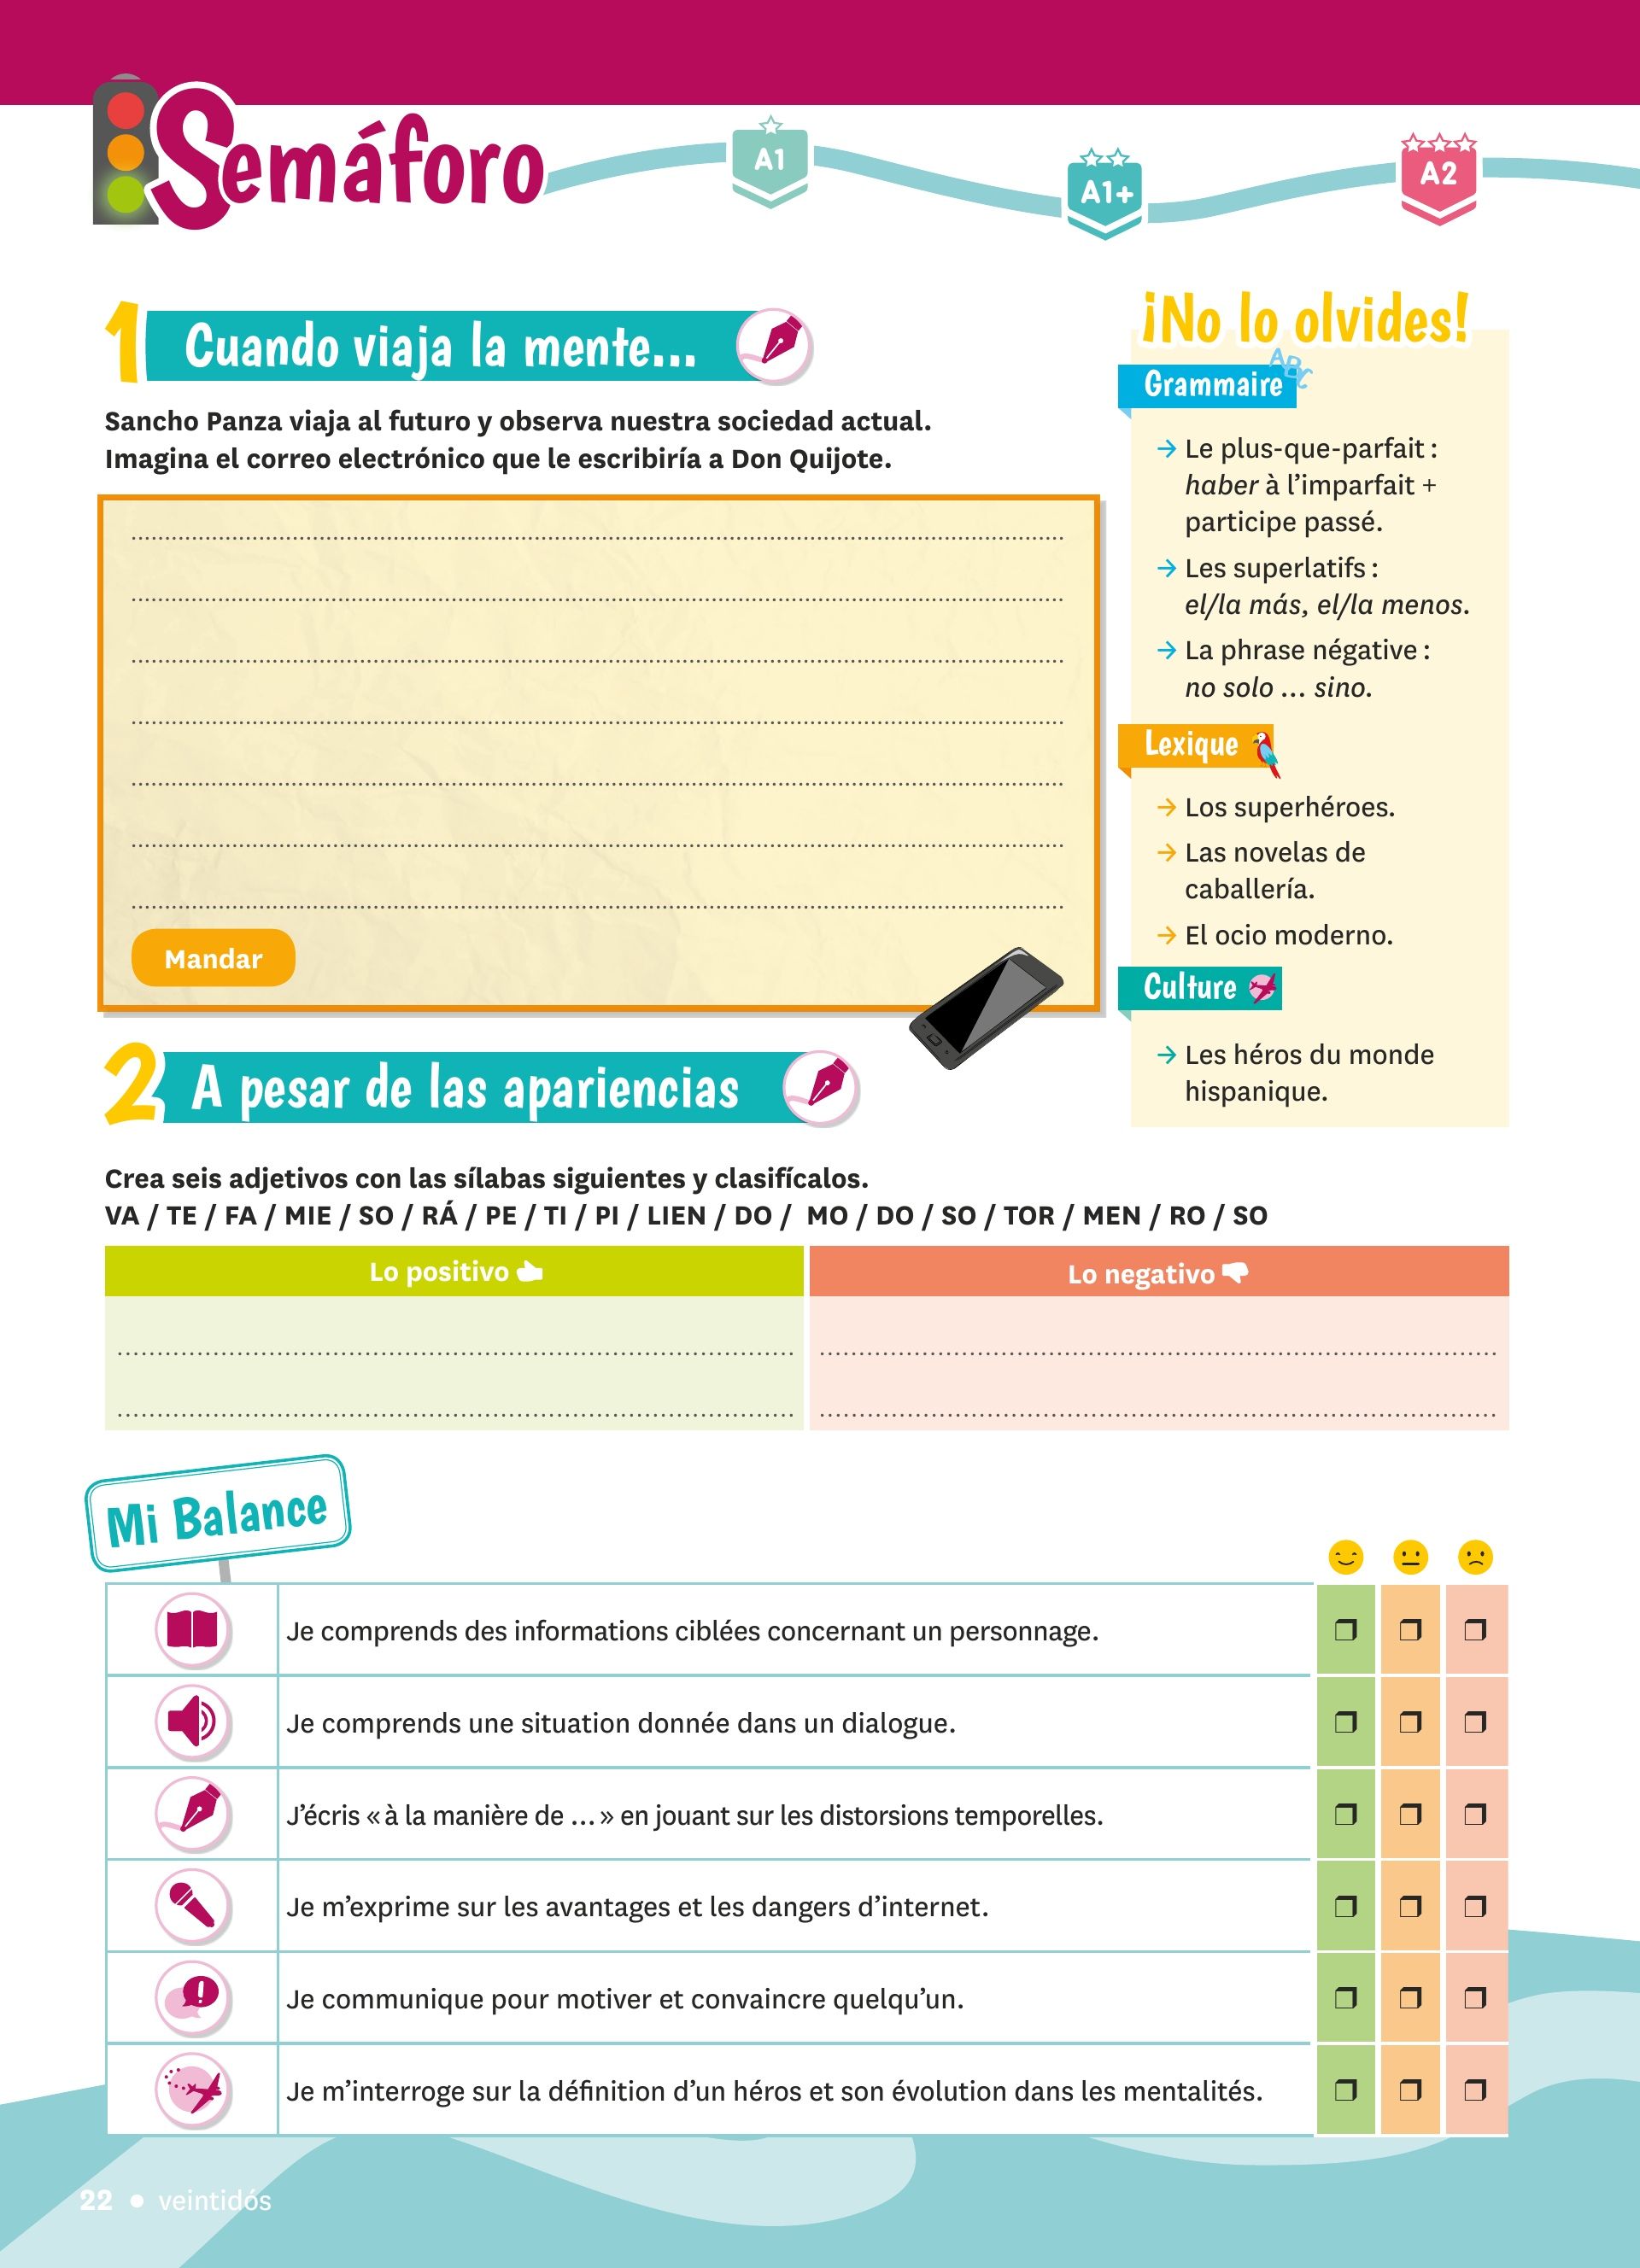 Semáforo
A1
A1+
A2
1 Cuando viaja la mente...
Sancho Panza viaja al futuro y observa nuestra sociedad actual.
Imagina el correo electrónico que le escribiría a Don Quijote.
Mandar
¡No lo olvides!
Grammaire
ABC
→ Le plus-que-parfait :
haber à l'imparfait +
participe passé.
→ Les superlatifs :
el/la más, el/la menos.
→ La phrase négative :
no solo ... sino.
Lexique
→ Los superhéroes.
→ Las novelas de
caballería.
→ El ocio moderno.
Culture
→ Les héros du monde
hispanique.
2 A pesar de las apariencias
Crea seis adjetivos con las sílabas siguientes y clasifícalos.
VA / TE / FA / MIE / SO / RÁ / PE / TI / PI / LIEN / DO / MO / DO / SO / TOR / MEN / RO / SO
Lo positivo
Lo negativo
Mi Balance
Je comprends des informations ciblées concernant un personnage.
Je comprends une situation donnée dans un dialogue.
J'écris « à la manière de ... » en jouant sur les distorsions temporelles.
Je m'exprime sur les avantages et les dangers d'internet.
Je communique pour motiver et convaincre quelqu'un.
Je m'interroge sur la définition d'un héros et son évolution dans les mentalités.
22 • veintidós